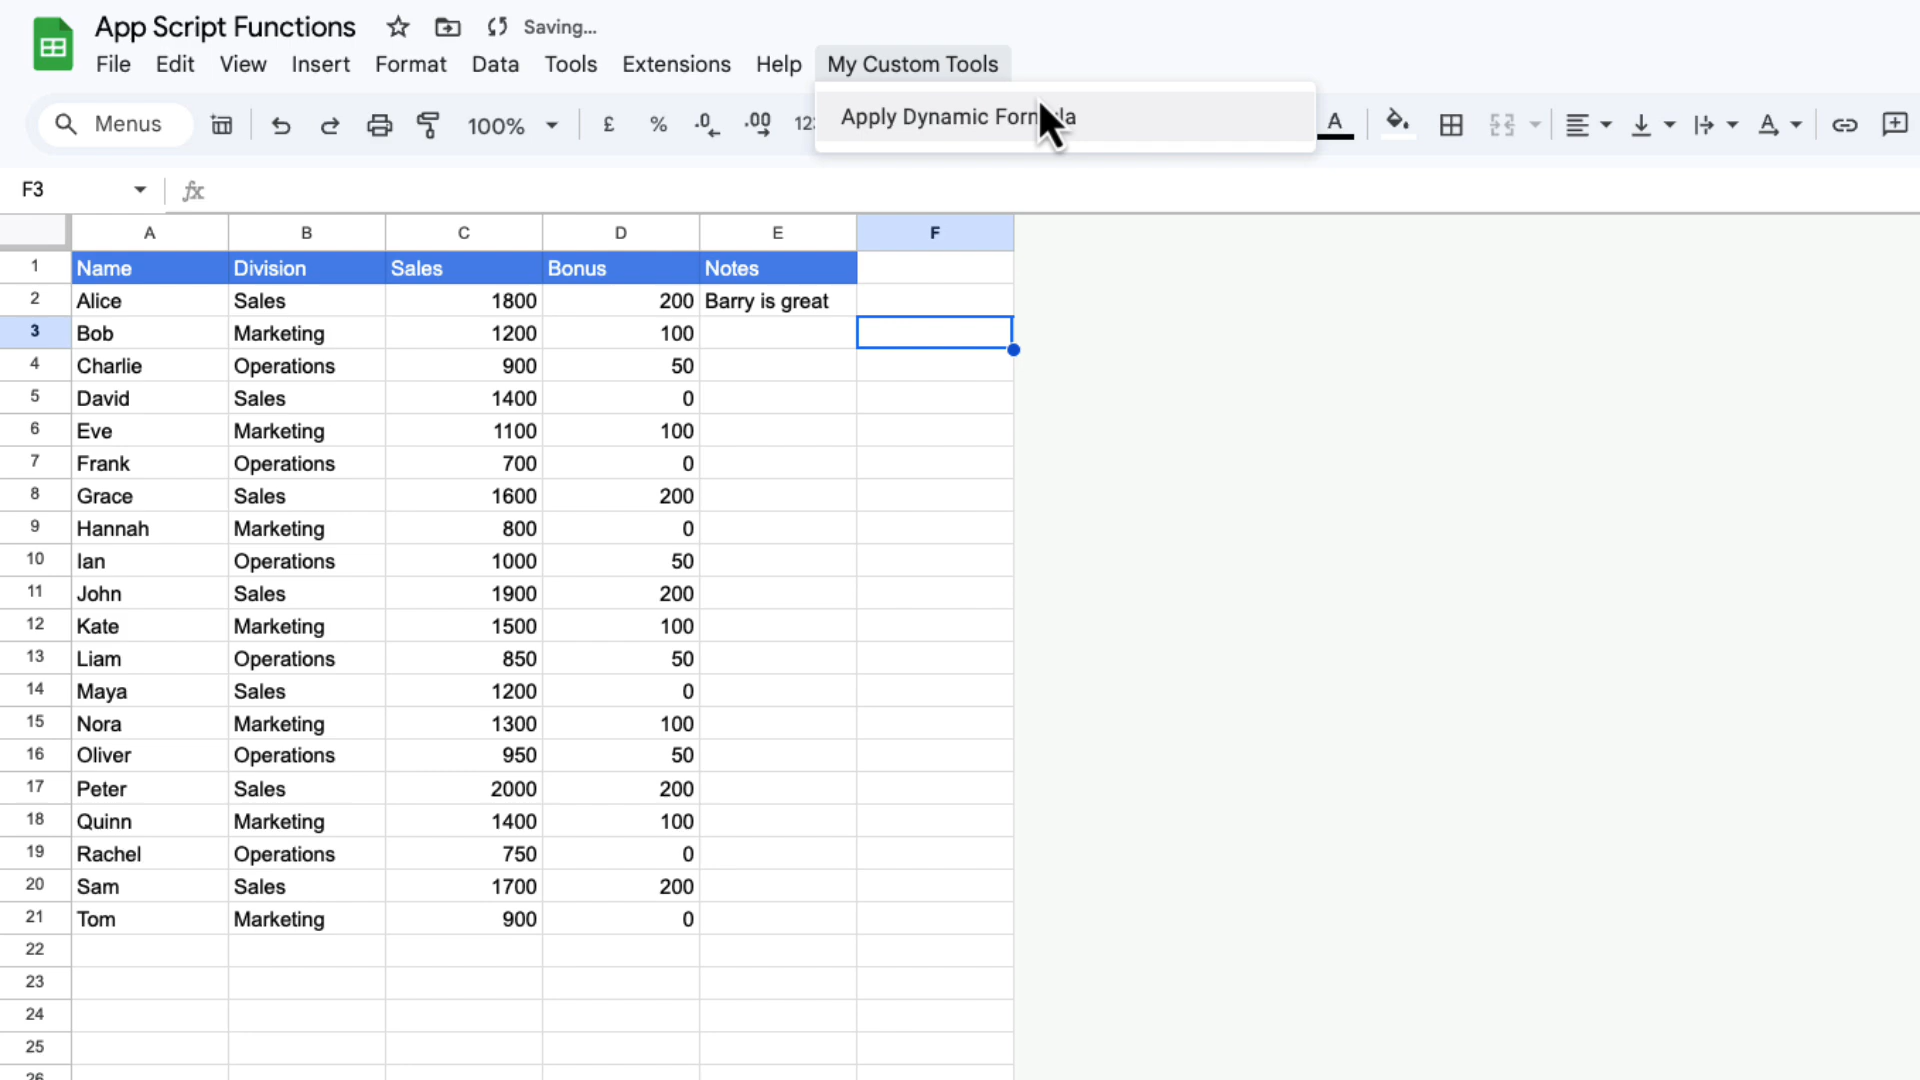 App Script Functions Saving...
File Edit View Insert Format Data Tools Extensions Help My Custom Tools
Menus 100% £ % .0 .00 A
Apply Dynamic
F3 fx
A B C D E F
1 Name Division Sales Bonus Notes
2 Alice Sales 1800 200 Barry is great
3 Bob Marketing 1200 100
4 Charlie Operations 900 50
5 David Sales 1400 0
6 Eve Marketing 1100 100
7 Frank Operations 700 0
8 Grace Sales 1600 200
9 Hannah Marketing 800 0
10 Ian Operations 1000 50
11 John Sales 1900 200
12 Kate Marketing 1500 100
13 Liam Operations 850 50
14 Maya Sales 1200 0
15 Nora Marketing 1300 100
16 Oliver Operations 950 50
17 Peter Sales 2000 200
18 Quinn Marketing 1400 100
19 Rachel Operations 750 0
20 Sam Sales 1700 200
21 Tom Marketing 900 0
22
23
24
25
26